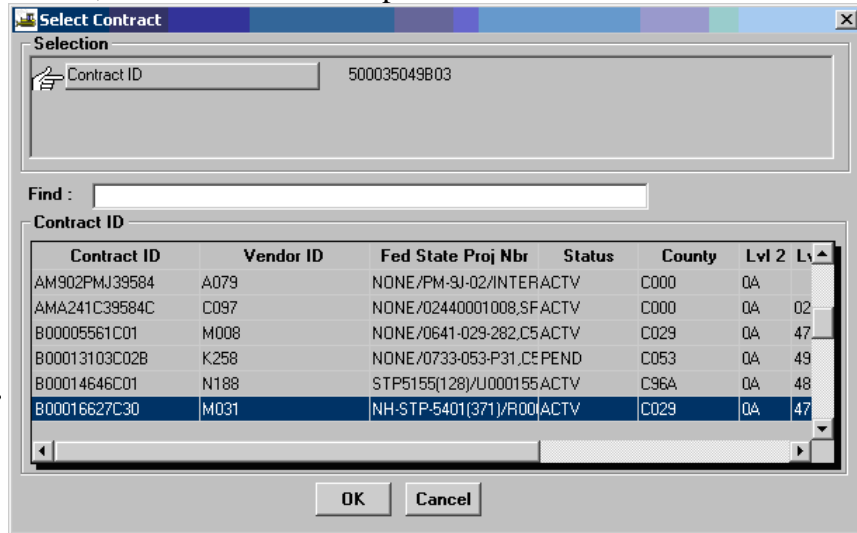 Select Contract
Selection
Contract ID 500035049B03
Find :
Contract ID
Contract ID Vendor ID Fed State Proj Nbr Status County Lvl 2 Lv
AM902PMJ39584 A079 NONE/PM-9J-02/INTER ACTV C000 0A
AMA241C39584C C097 NONE/02440001008,SF ACTV C000 0A 02
B00005561C01 M008 NONE/0641-029-282,C5 ACTV C029 0A 47
B00013103C02B K258 NONE/0733-053-P31,C5 PEND C053 0A 49
B00014646C01 N188 STP5155(128)/U000155 ACTV C96A 0A 48
B00016627C30 M031 NH-STP-5401(371)/R00 ACTV C029 0A 47
OK Cancel